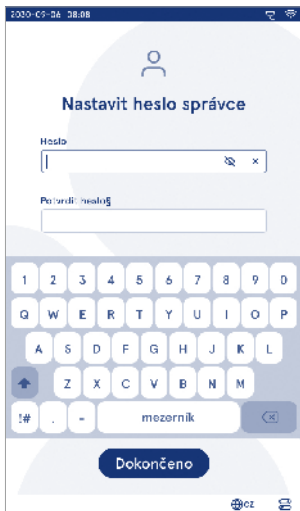 2020-09-06 08:08
Nastavit heslo správce
Heslo
Potvrdit heslo§
1 2 3 4 5 6 7 8 9 0
Q W E R T Y U I O P
A S D F G H J K L
Z X C V B N M
!# . - mezerník
Dokončeno
cz